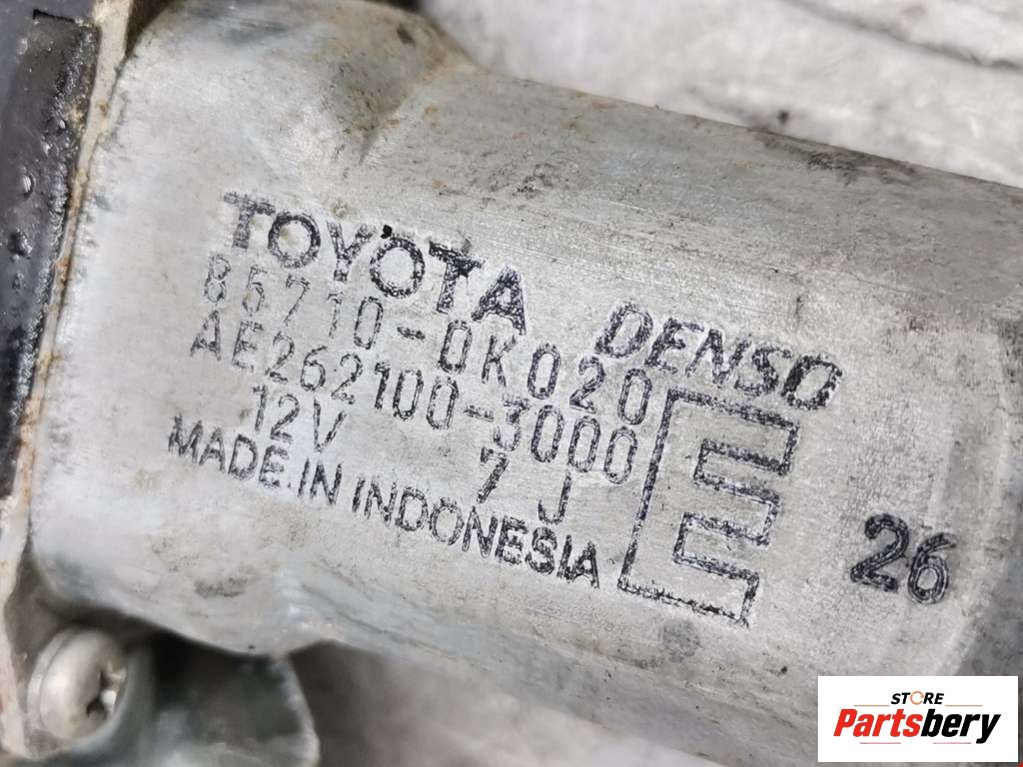 TOYOTA DENSO
85710-0K020
AE262100-3000
12V 7 J
MADE IN INDONESIA
E
26
STORE
Partsbery